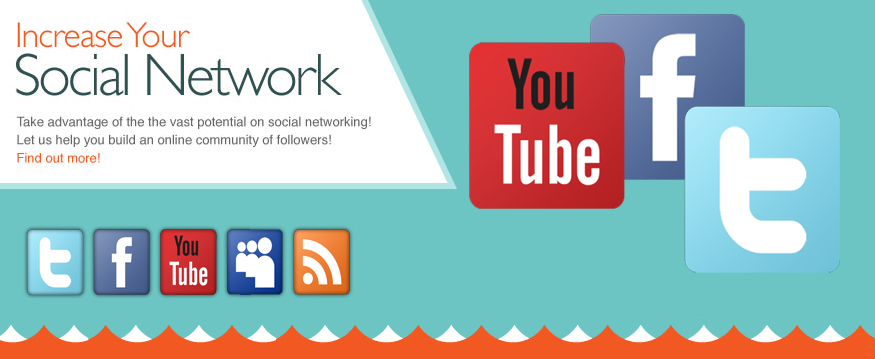 Increase Your
Social Network
Take advantage of the the vast potential on social networking!
Let us help you build an online community of followers!
Find out more!
You
Tube
f
t
t
f
You
Tube